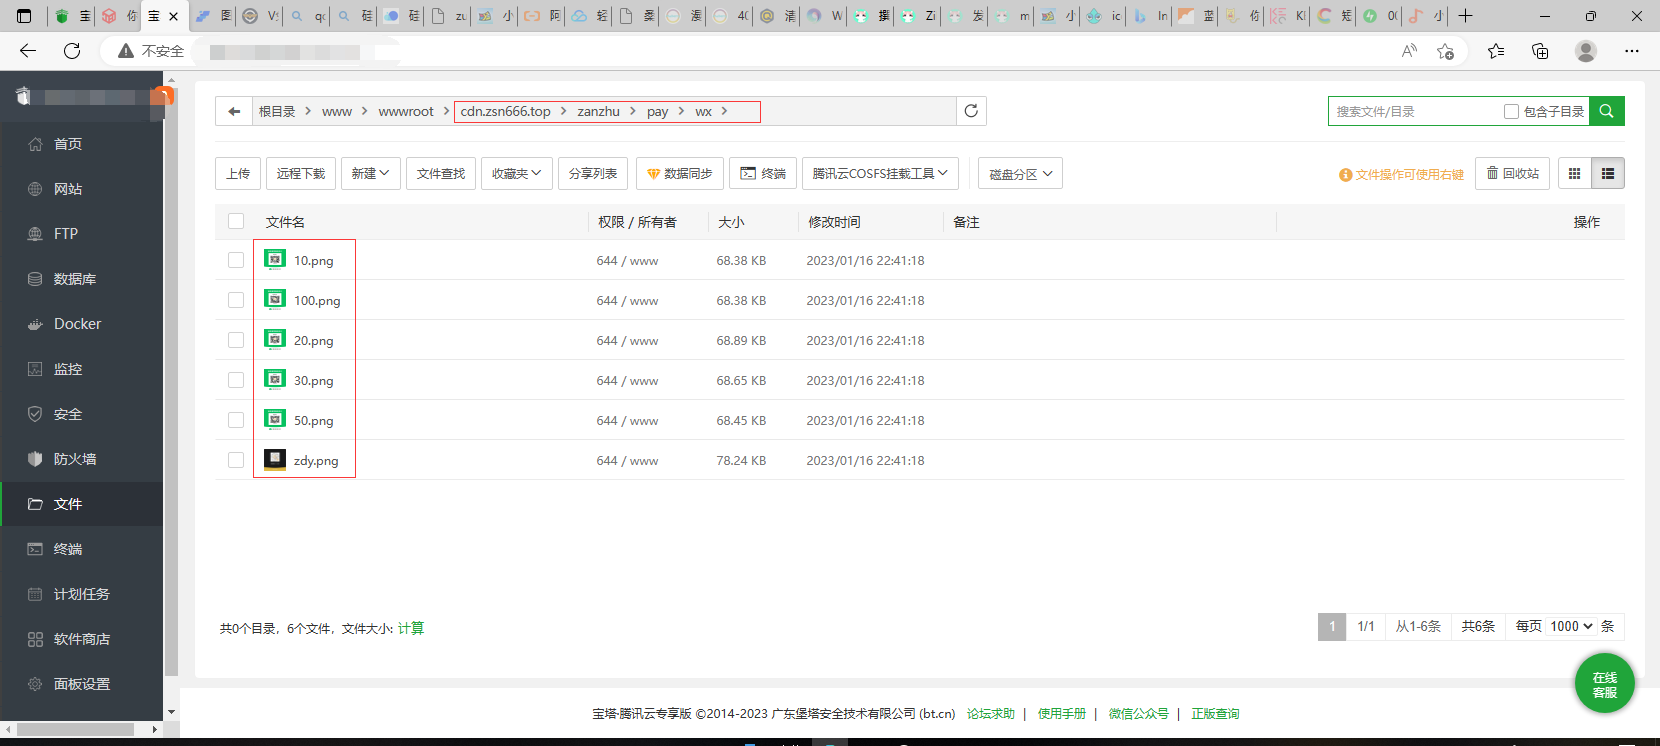 宝
不安全
根目录 www wwwroot cdn.zsn666.top zanzhu pay wx
搜索文件/目录 包含子目录
上传 远程下载 新建 文件查找 收藏夹 分享列表 数据同步 终端 腾讯云COSFS挂载工具 磁盘分区 文件操作可使用右键 回收站
文件名 权限 / 所有者 大小 修改时间 备注 操作
10.png 644 / www 68.38 KB 2023/01/16 22:41:18
100.png 644 / www 68.38 KB 2023/01/16 22:41:18
20.png 644 / www 68.89 KB 2023/01/16 22:41:18
30.png 644 / www 68.65 KB 2023/01/16 22:41:18
50.png 644 / www 68.45 KB 2023/01/16 22:41:18
zdy.png 644 / www 78.24 KB 2023/01/16 22:41:18
首页
网站
FTP
数据库
Docker
监控
安全
防火墙
文件
终端
计划任务
软件商店
面板设置
共0个目录，6个文件，文件大小: 计算
1 1/1 从1-6条 共6条 每页 1000 条
在线
客服
宝塔·腾讯云专享版 ©2014-2023 广东堡塔安全技术有限公司 (bt.cn) 论坛求助 | 使用手册 | 微信公众号 | 正版查询